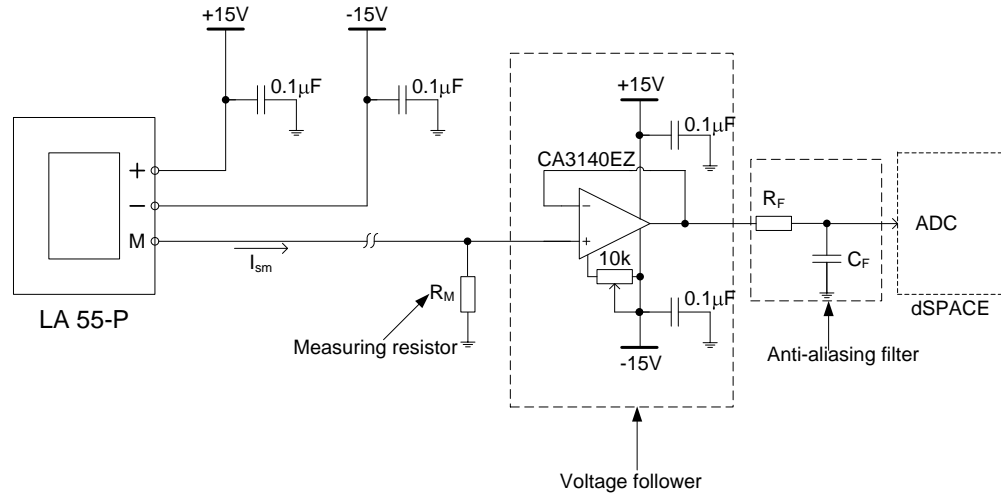 +15V
-15V
0.1μF
0.1μF
+
−
M
I_sm
LA 55-P
R_M
Measuring resistor
+15V
0.1μF
CA3140EZ
−
+
10k
0.1μF
-15V
Voltage follower
R_F
C_F
Anti-aliasing filter
ADC
dSPACE